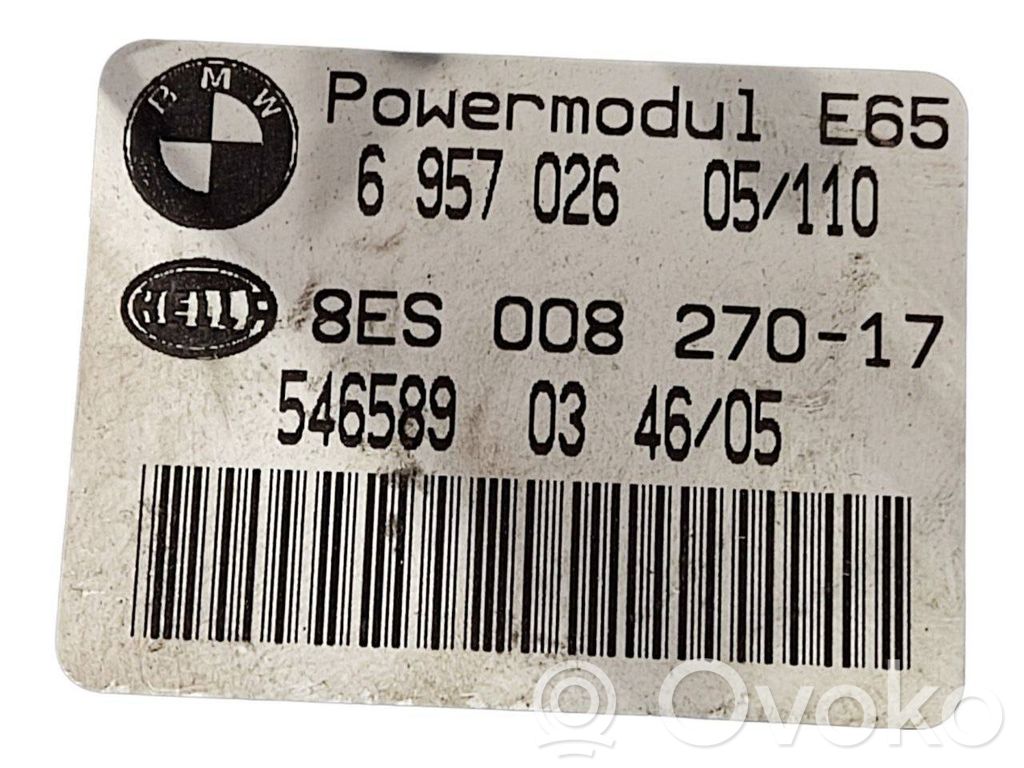 BMW
Powermodul E65
6 957 026 05/110
HELLA
8ES 008 270-17
546589 03 46/05
Ovoko